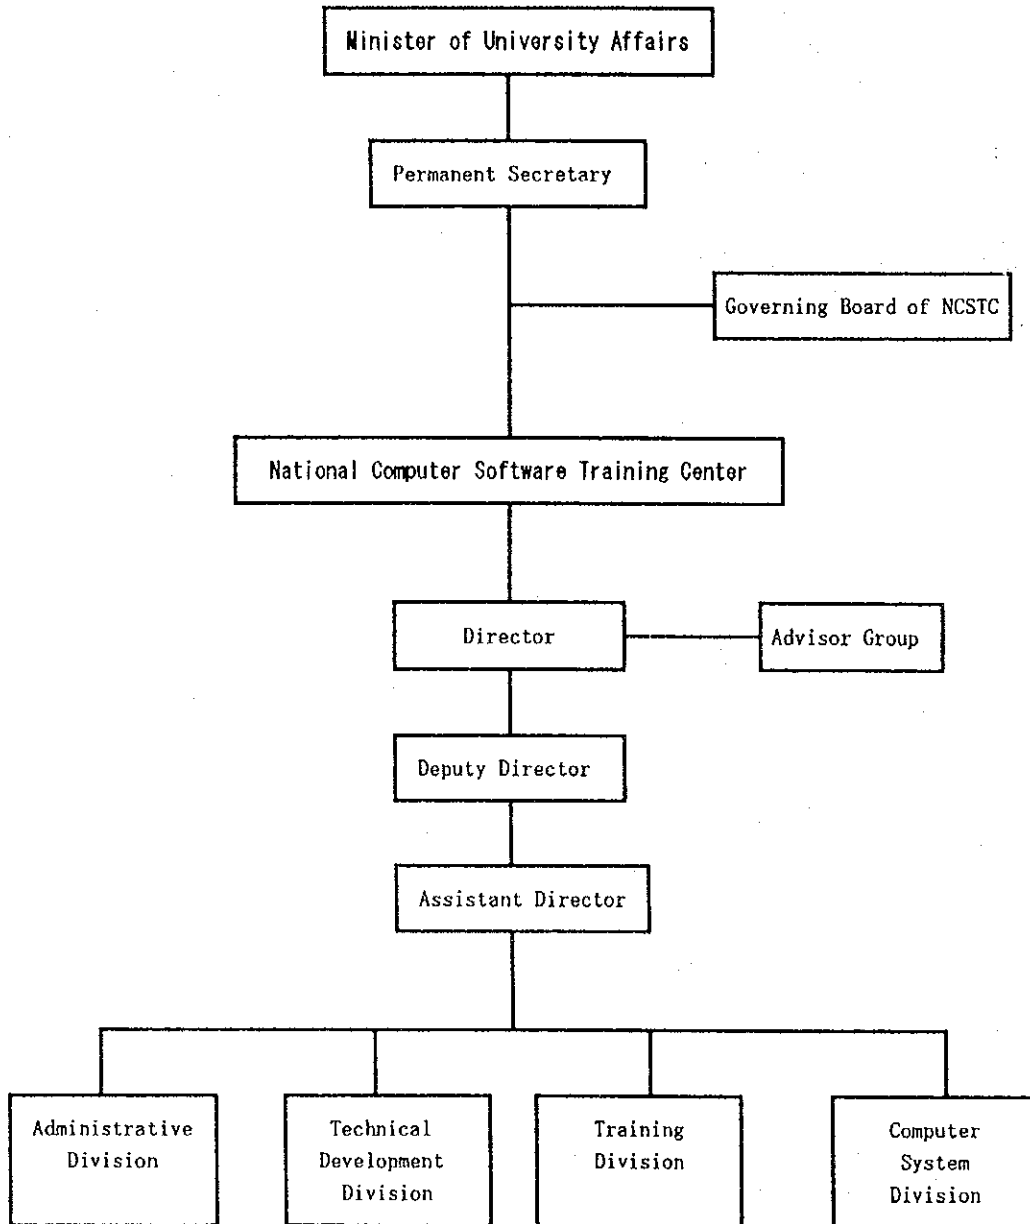 Minister of University Affairs
Permanent Secretary
Governing Board of NCSTC
National Computer Software Training Center
Director
Advisor Group
Deputy Director
Assistant Director
Administrative
Division
Technical
Development
Division
Training
Division
Computer
System
Division